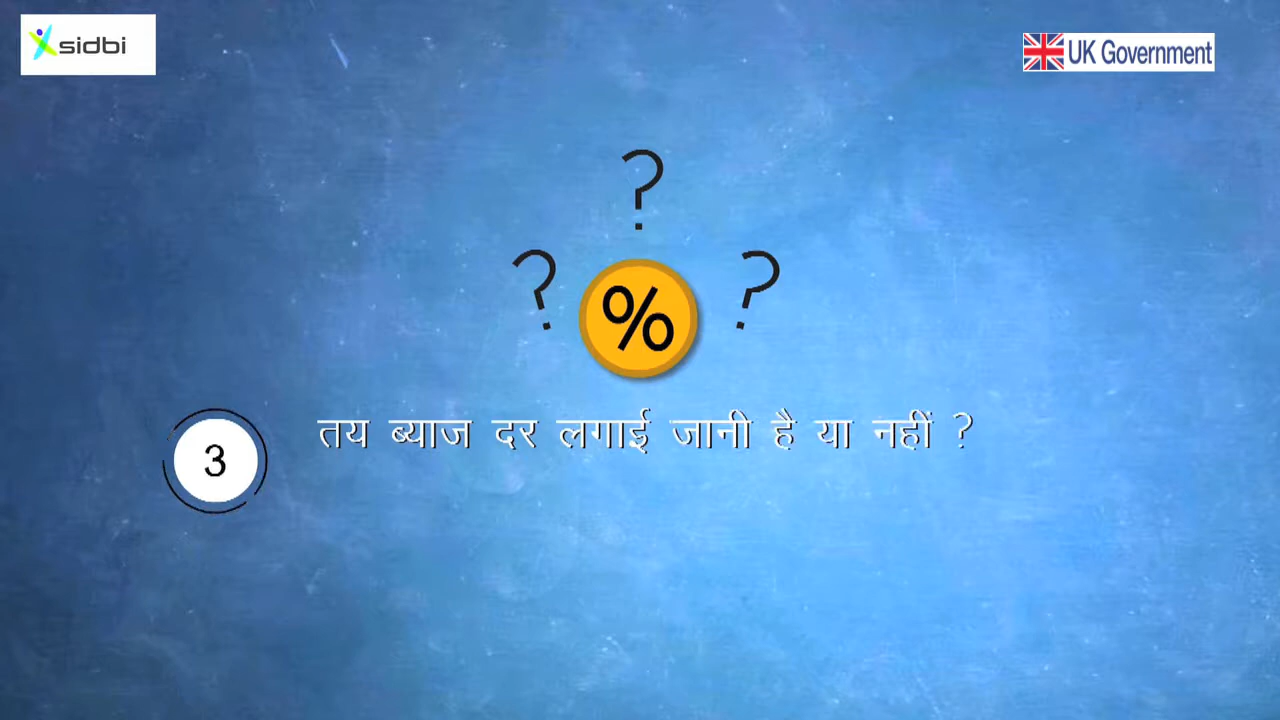 sidbi
UK Government
?
? % ?
तय ब्याज दर लगाई जानी है या नहीं ?
3